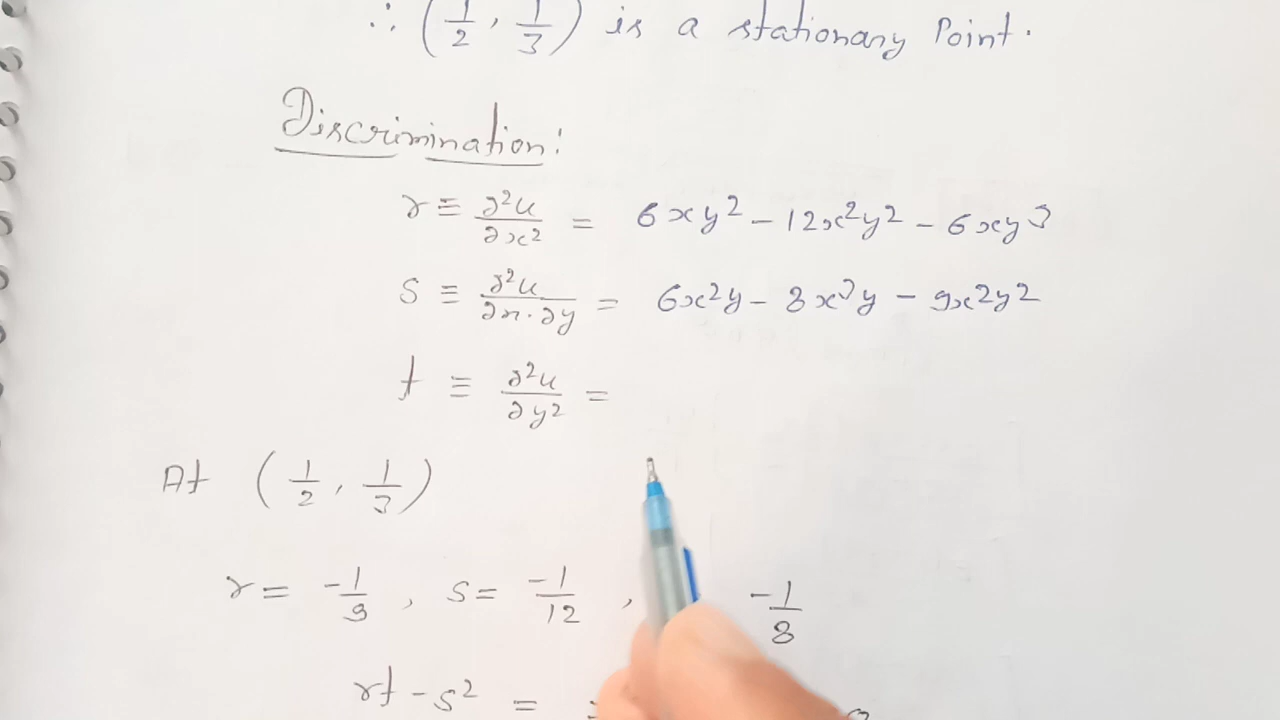 ∴ (1/2, 1/3) is a stationary Point.
Discrimination:
r ≡ ∂²u/∂x² = 6xy² - 12x²y² - 6xy³
s ≡ ∂²u/∂x·∂y = 6x²y - 8x³y - 9x²y²
t ≡ ∂²u/∂y² =
At (1/2, 1/3)
r = -1/9, s = -1/12, -1/8
rt - s² =